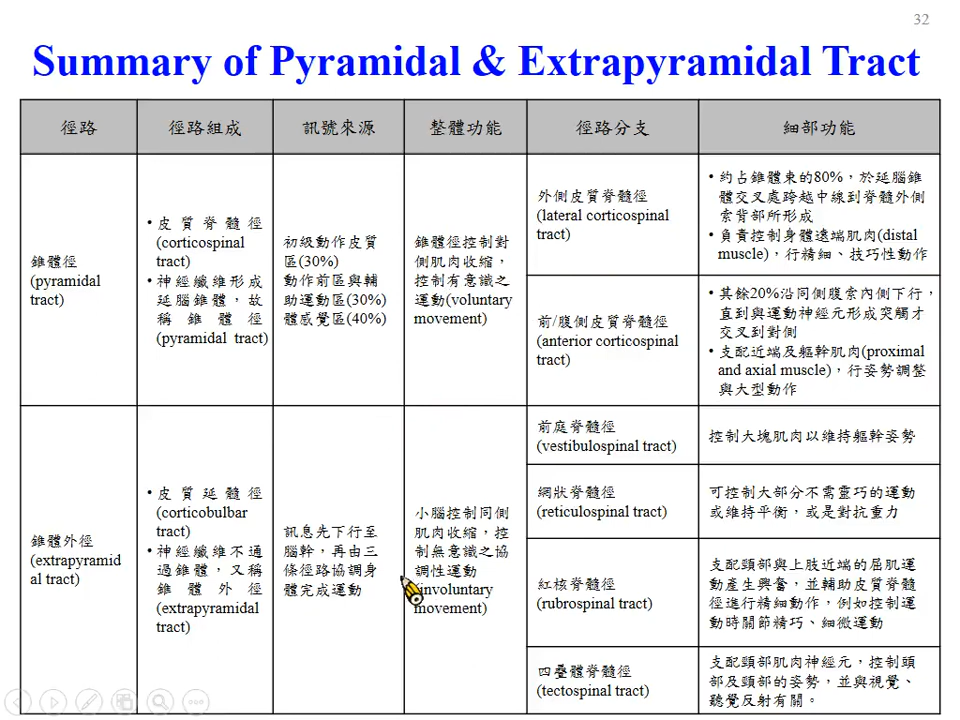 32
Summary of Pyramidal & Extrapyramidal Tract
徑路
徑路組成
訊號來源
整體功能
徑路分支
細部功能
錐體徑
(pyramidal
tract)
•皮質脊髓徑
(corticospinal
tract)
•神經纖維形成
延腦錐體，故
稱錐體徑
(pyramidal tract)
初級動作皮質
區(30%)
動作前區與輔
助運動區(30%)
體感覺區(40%)
錐體徑控制對
側肌肉收縮，
控制有意識之
運動(voluntary
movement)
外側皮質脊髓徑
(lateral corticospinal
tract)
•約占錐體束的80%，於延腦錐
體交叉處跨越中線到脊髓外側
索背部所形成
•負責控制身體遠端肌肉(distal
muscle)，行精細、技巧性動作
前/腹側皮質脊髓徑
(anterior corticospinal
tract)
•其餘20%沿同側腹索內側下行，
直到與運動神經元形成突觸才
交叉到對側
•支配近端及軀幹肌肉(proximal
and axial muscle)，行姿勢調整
與大型動作
錐體外徑
(extrapyramid
al tract)
•皮質延髓徑
(corticobulbar
tract)
•神經纖維不通
過錐體，又稱
錐體外徑
(extrapyramidal
tract)
訊息先下行至
腦幹，再由三
條徑路協調身
體完成運動
小腦控制同側
肌肉收縮，控
制無意識之協
調性運動
(involuntary
movement)
前庭脊髓徑
(vestibulospinal tract)
控制大塊肌肉以維持軀幹姿勢
網狀脊髓徑
(reticulospinal tract)
可控制大部分不需靈巧的運動
或維持平衡，或是對抗重力
紅核脊髓徑
(rubrospinal tract)
支配頸部與上肢近端的屈肌運
動產生興奮，並輔助皮質脊髓
徑進行精細動作，例如控制運
動時關節精巧、細微運動
四疊體脊髓徑
(tectospinal tract)
支配頸部肌肉神經元，控制頭
部及頸部的姿勢，並與視覺、
聽覺反射有關。